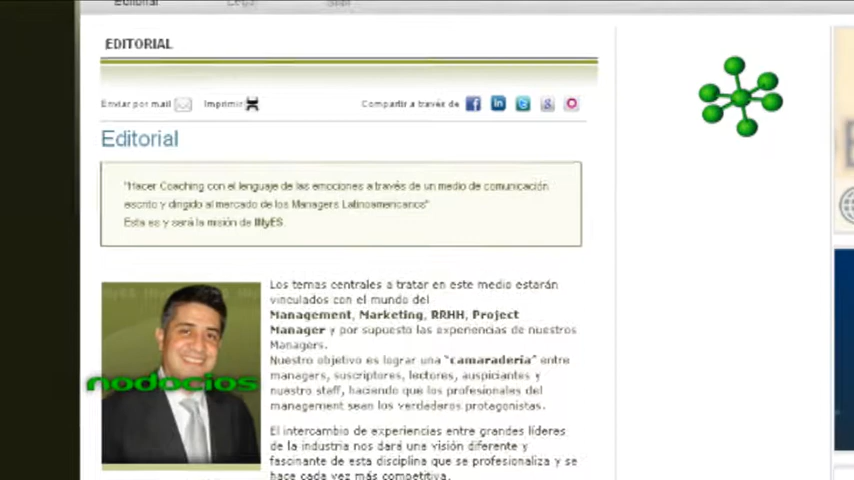 Editorial
Legal
Staff
EDITORIAL
Enviar por mail
Imprimir
Compartir a través de
Editorial
"Hacer Coaching con el lenguaje de las emociones a través de un medio de comunicación
escrito y dirigido al mercado de los Managers Latinoamericanos"
Esta es y será la misión de IMyES.
Los temas centrales a tratar en este medio estarán
vinculados con el mundo del
Management, Marketing, RRHH, Project
Manager y por supuesto las experiencias de nuestros
Managers.
Nuestro objetivo es lograr una "camaradería" entre
managers, suscriptores, lectores, auspiciantes y
nuestro staff, haciendo que los profesionales del
management sean los verdaderos protagonistas.
nodocios
El intercambio de experiencias entre grandes líderes
de la industria nos dará una visión diferente y
fascinante de esta disciplina que se profesionaliza y se
hace cada vez más competitiva.